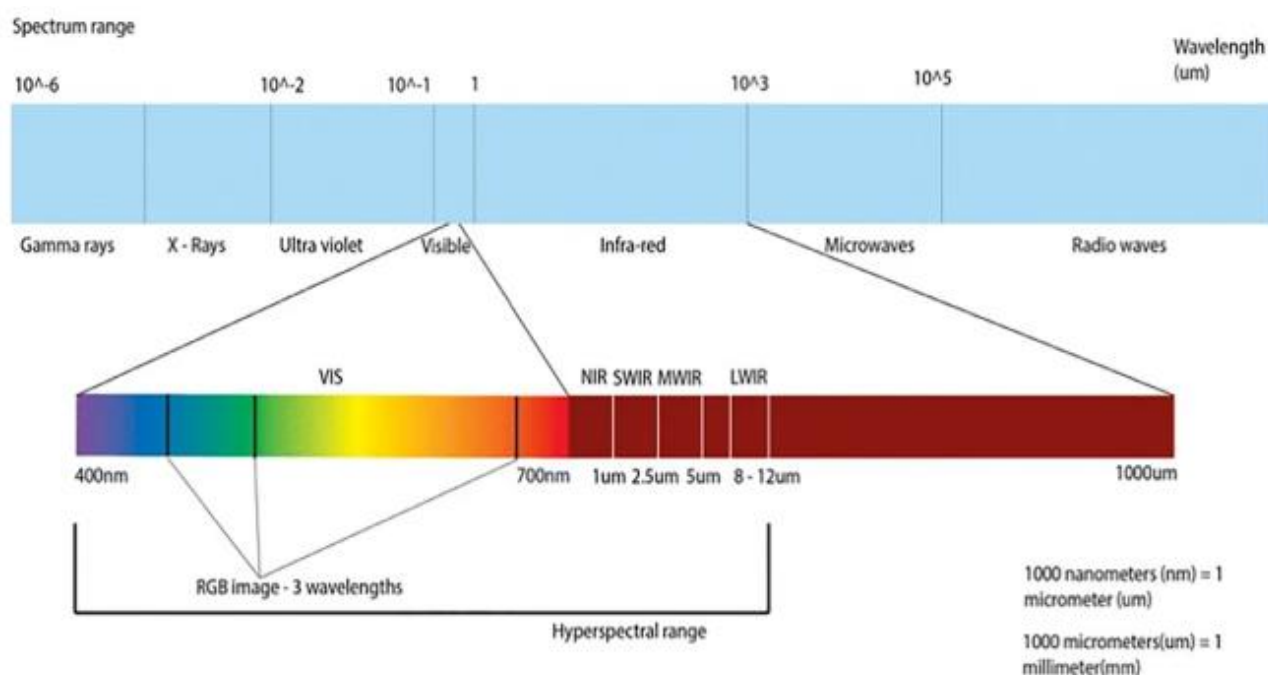 Spectrum range
Wavelength
(um)
10^-6
10^-2
10^-1
1
10^3
10^5
Gamma rays
X - Rays
Ultra violet
Visible
Infra-red
Microwaves
Radio waves
VIS
NIR
SWIR
MWIR
LWIR
400nm
700nm
1um
2.5um
5um
8 - 12um
1000um
RGB image - 3 wavelengths
Hyperspectral range
1000 nanometers (nm) = 1
micrometer (um)
1000 micrometers(um) = 1
millimeter(mm)